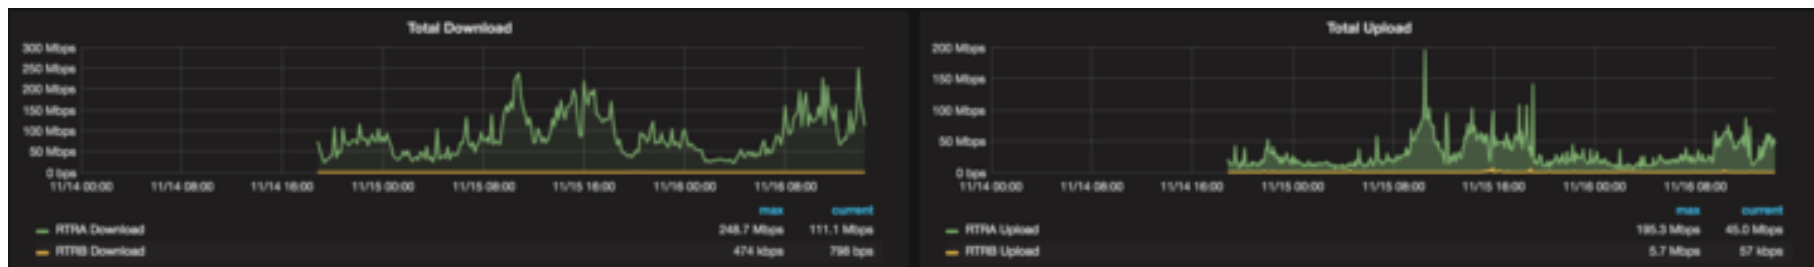 Total Download
300 Mbps
250 Mbps
200 Mbps
150 Mbps
100 Mbps
50 Mbps
0 bps
11/14 00:00 11/14 08:00 11/14 16:00 11/15 00:00 11/15 08:00 11/15 16:00 11/16 00:00 11/16 08:00
max current
RTRA Download 248.7 Mbps 111.1 Mbps
RTRB Download 474 kbps 798 bps
Total Upload
200 Mbps
150 Mbps
100 Mbps
50 Mbps
0 bps
11/14 00:00 11/14 08:00 11/14 16:00 11/15 00:00 11/15 08:00 11/15 16:00 11/16 00:00 11/16 08:00
max current
RTRA Upload 195.3 Mbps 45.0 Mbps
RTRB Upload 5.7 Mbps 57 kbps